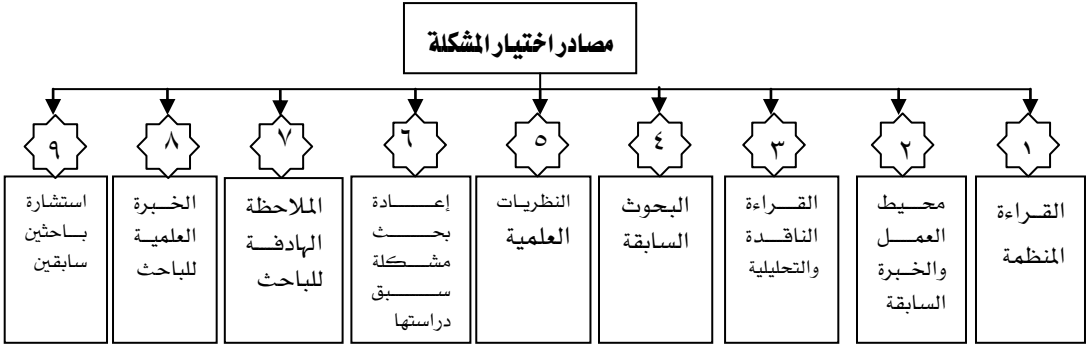 مصادر اختيار المشكلة
١
القراءة
المنظمة
٢
محيط
العمل
والخبرة
السابقة
٣
القراءة
الناقدة
والتحليلية
٤
البحوث
السابقة
٥
النظريات
العلمية
٦
إعادة
بحث
مشكلة
سبق
دراستها
٧
الملاحظة
الهادفة
للباحث
٨
الخبرة
العلمية
للباحث
٩
استشارة
باحثين
سابقين